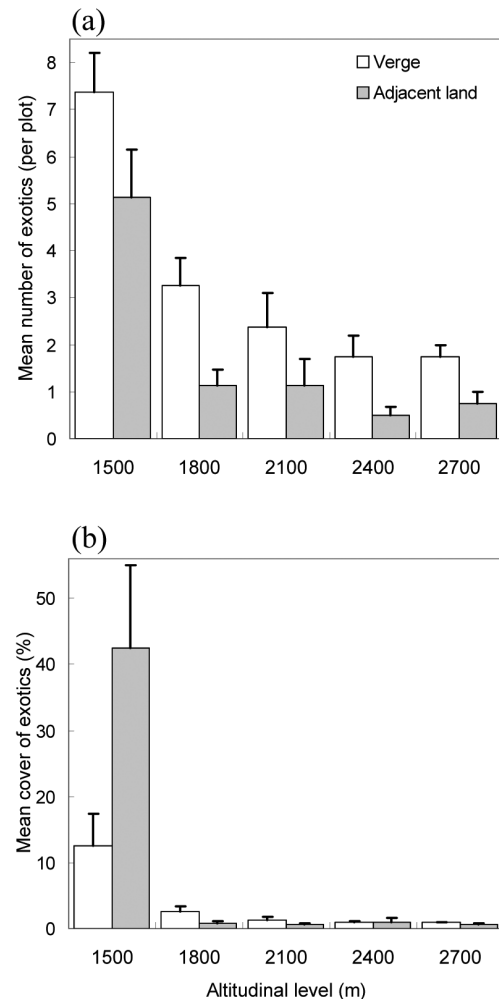 (a)
Mean number of exotics (per plot)
8
7
6
5
4
3
2
1
0
Verge
Adjacent land
1500 1800 2100 2400 2700
(b)
Mean cover of exotics (%)
50
40
30
20
10
0
1500 1800 2100 2400 2700
Altitudinal level (m)